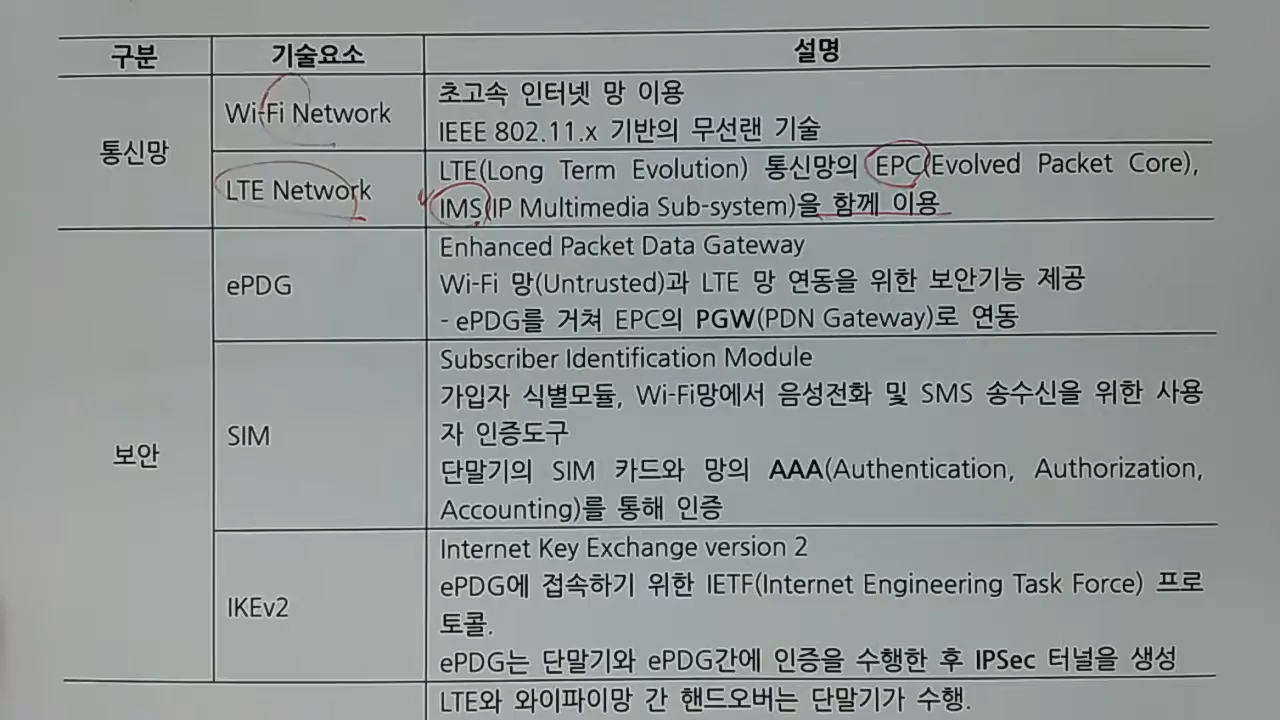 구분 기술요소 설명
통신망
Wi-Fi Network
초고속 인터넷 망 이용
IEEE 802.11.x 기반의 무선랜 기술
LTE Network
LTE(Long Term Evolution) 통신망의 EPC(Evolved Packet Core),
IMS(IP Multimedia Sub-system)을 함께 이용
보안
ePDG
Enhanced Packet Data Gateway
Wi-Fi 망(Untrusted)과 LTE 망 연동을 위한 보안기능 제공
- ePDG를 거쳐 EPC의 PGW(PDN Gateway)로 연동
SIM
Subscriber Identification Module
가입자 식별모듈, Wi-Fi망에서 음성전화 및 SMS 송수신을 위한 사용
자 인증도구
단말기의 SIM 카드와 망의 AAA(Authentication, Authorization,
Accounting)를 통해 인증
IKEv2
Internet Key Exchange version 2
ePDG에 접속하기 위한 IETF(Internet Engineering Task Force) 프로
토콜.
ePDG는 단말기와 ePDG간에 인증을 수행한 후 IPSec 터널을 생성
LTE와 와이파이망 간 핸드오버는 단말기가 수행.